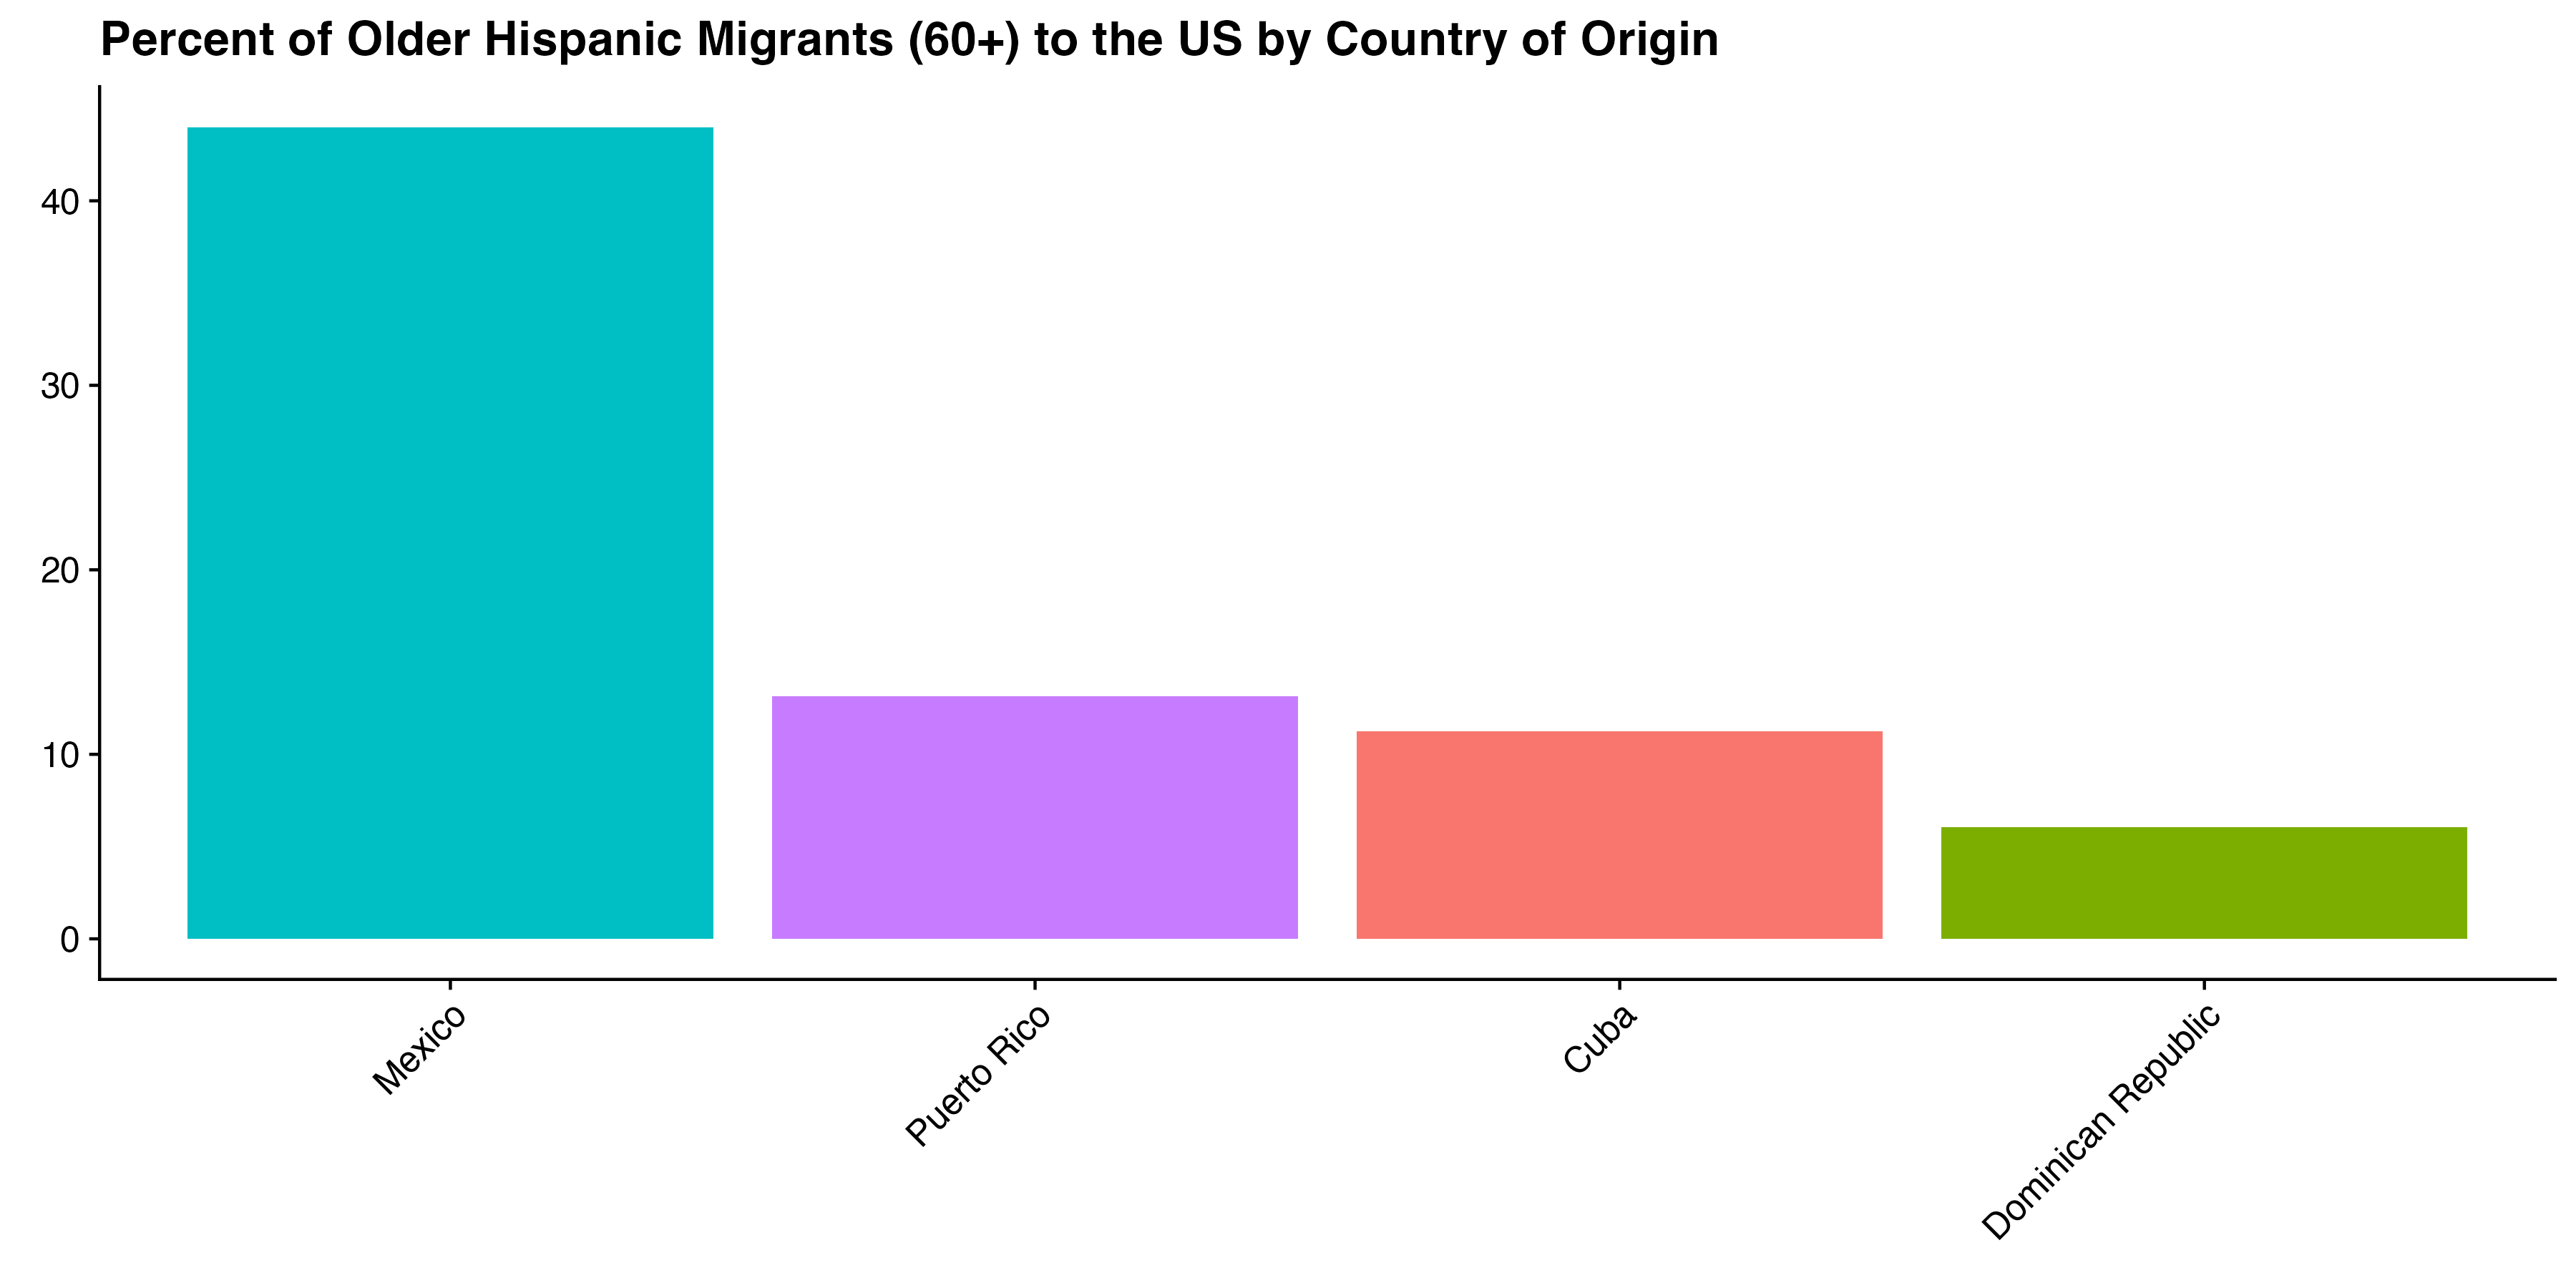 Percent of Older Hispanic Migrants (60+) to the US by Country of Origin
40
30
20
10
0
Mexico
Puerto Rico
Cuba
Dominican Republic